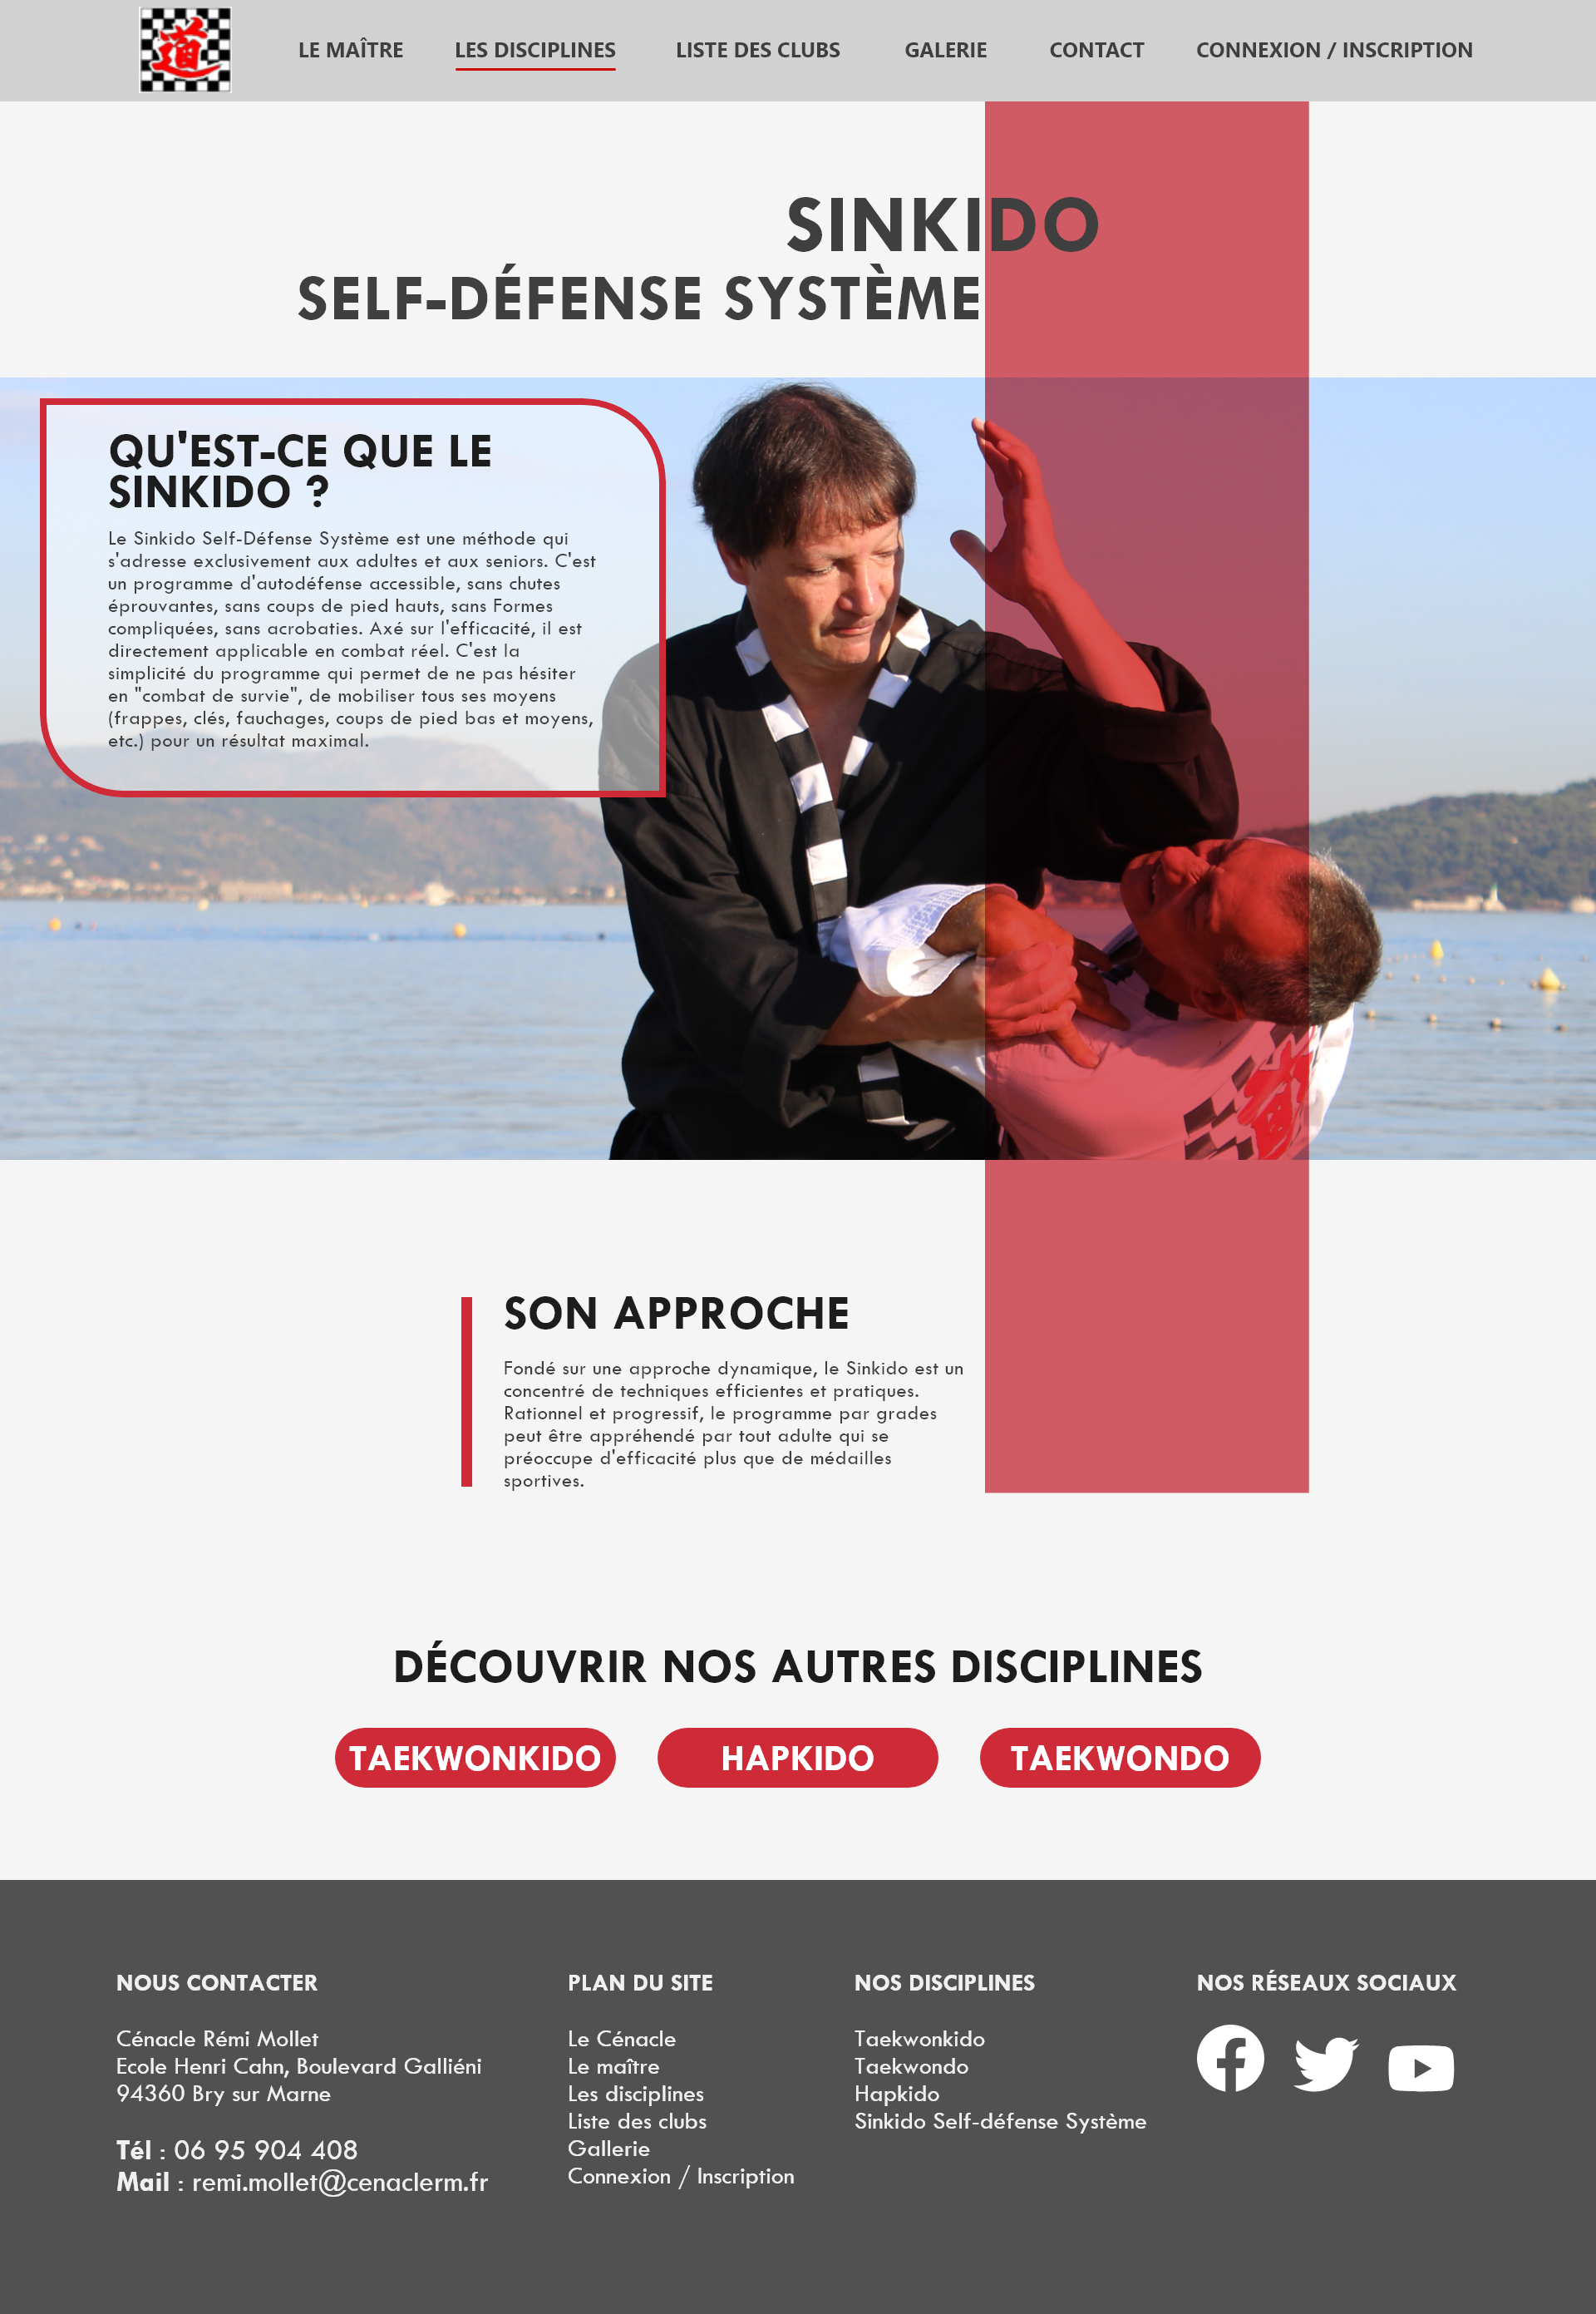 道
LE MAÎTRE
LES DISCIPLINES
LISTE DES CLUBS
GALERIE
CONTACT
CONNEXION / INSCRIPTION
SINKIDO
SELF-DÉFENSE SYSTÈME
QU'EST-CE QUE LE
SINKIDO ?
Le Sinkido Self-Défense Système est une méthode qui
s'adresse exclusivement aux adultes et aux seniors. C'est
un programme d'autodéfense accessible, sans chutes
éprouvantes, sans coups de pied hauts, sans Formes
compliquées, sans acrobaties. Axé sur l'efficacité, il est
directement applicable en combat réel. C'est la
simplicité du programme qui permet de ne pas hésiter
en "combat de survie", de mobiliser tous ses moyens
(frappes, clés, fauchages, coups de pied bas et moyens,
etc.) pour un résultat maximal.
SON APPROCHE
Fondé sur une approche dynamique, le Sinkido est un
concentré de techniques efficientes et pratiques.
Rationnel et progressif, le programme par grades
peut être appréhendé par tout adulte qui se
préoccupe d'efficacité plus que de médailles
sportives.
DÉCOUVRIR NOS AUTRES DISCIPLINES
TAEKWONKIDO
HAPKIDO
TAEKWONDO
NOUS CONTACTER
Cénacle Rémi Mollet
Ecole Henri Cahn, Boulevard Galliéni
94360 Bry sur Marne
Tél : 06 95 904 408
Mail : remi.mollet@cenaclerm.fr
PLAN DU SITE
Le Cénacle
Le maître
Les disciplines
Liste des clubs
Gallerie
Connexion / Inscription
NOS DISCIPLINES
Taekwonkido
Taekwondo
Hapkido
Sinkido Self-défense Système
NOS RÉSEAUX SOCIAUX